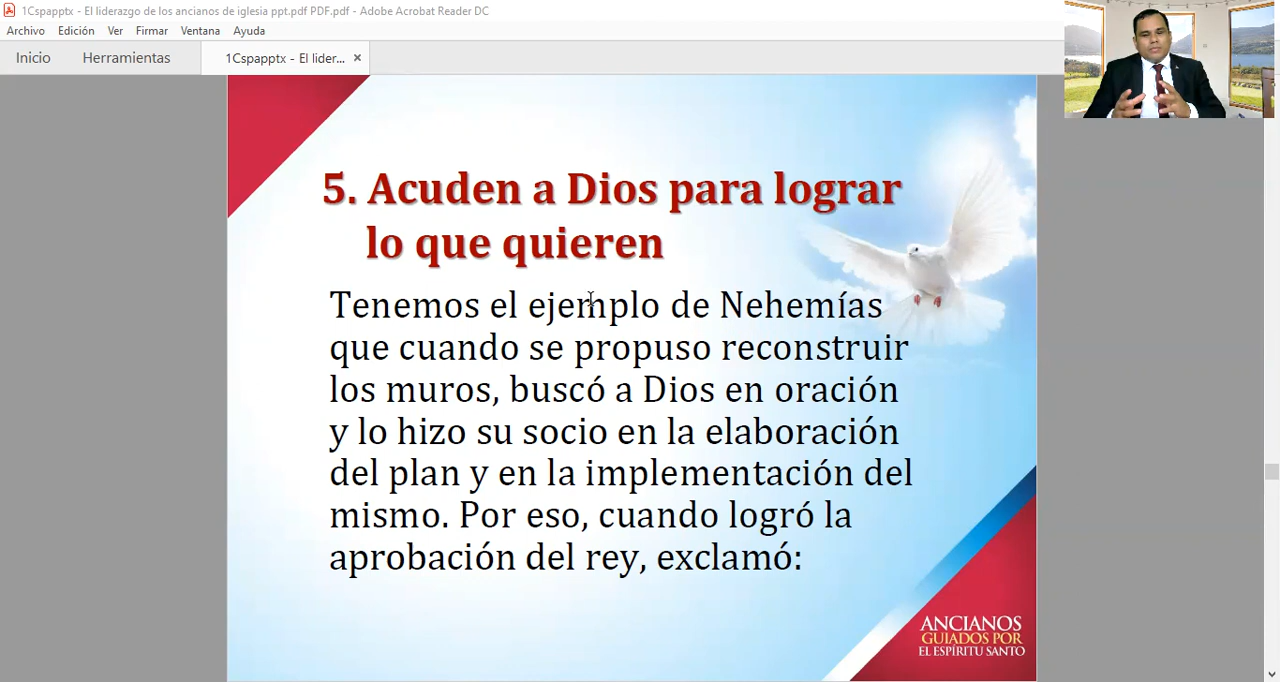 1Cspapptx - El liderazgo de los ancianos de iglesia ppt.pdf PDF.pdf - Adobe Acrobat Reader DC
Archivo Edición Ver Firmar Ventana Ayuda
Inicio Herramientas 1Cspapptx - El lider... ×
5. Acuden a Dios para lograr
lo que quieren
Tenemos el ejemplo de Nehemías
que cuando se propuso reconstruir
los muros, buscó a Dios en oración
y lo hizo su socio en la elaboración
del plan y en la implementación del
mismo. Por eso, cuando logró la
aprobación del rey, exclamó:
ANCIANOS
GUIADOS POR
EL ESPÍRITU SANTO